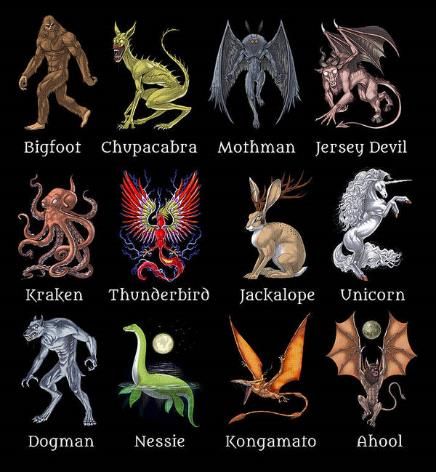 Bigfoot Chupacabra Mothman Jersey Devil
Kraken Thunderbird Jackalope Unicorn
Dogman Nessie Kongamato Ahool